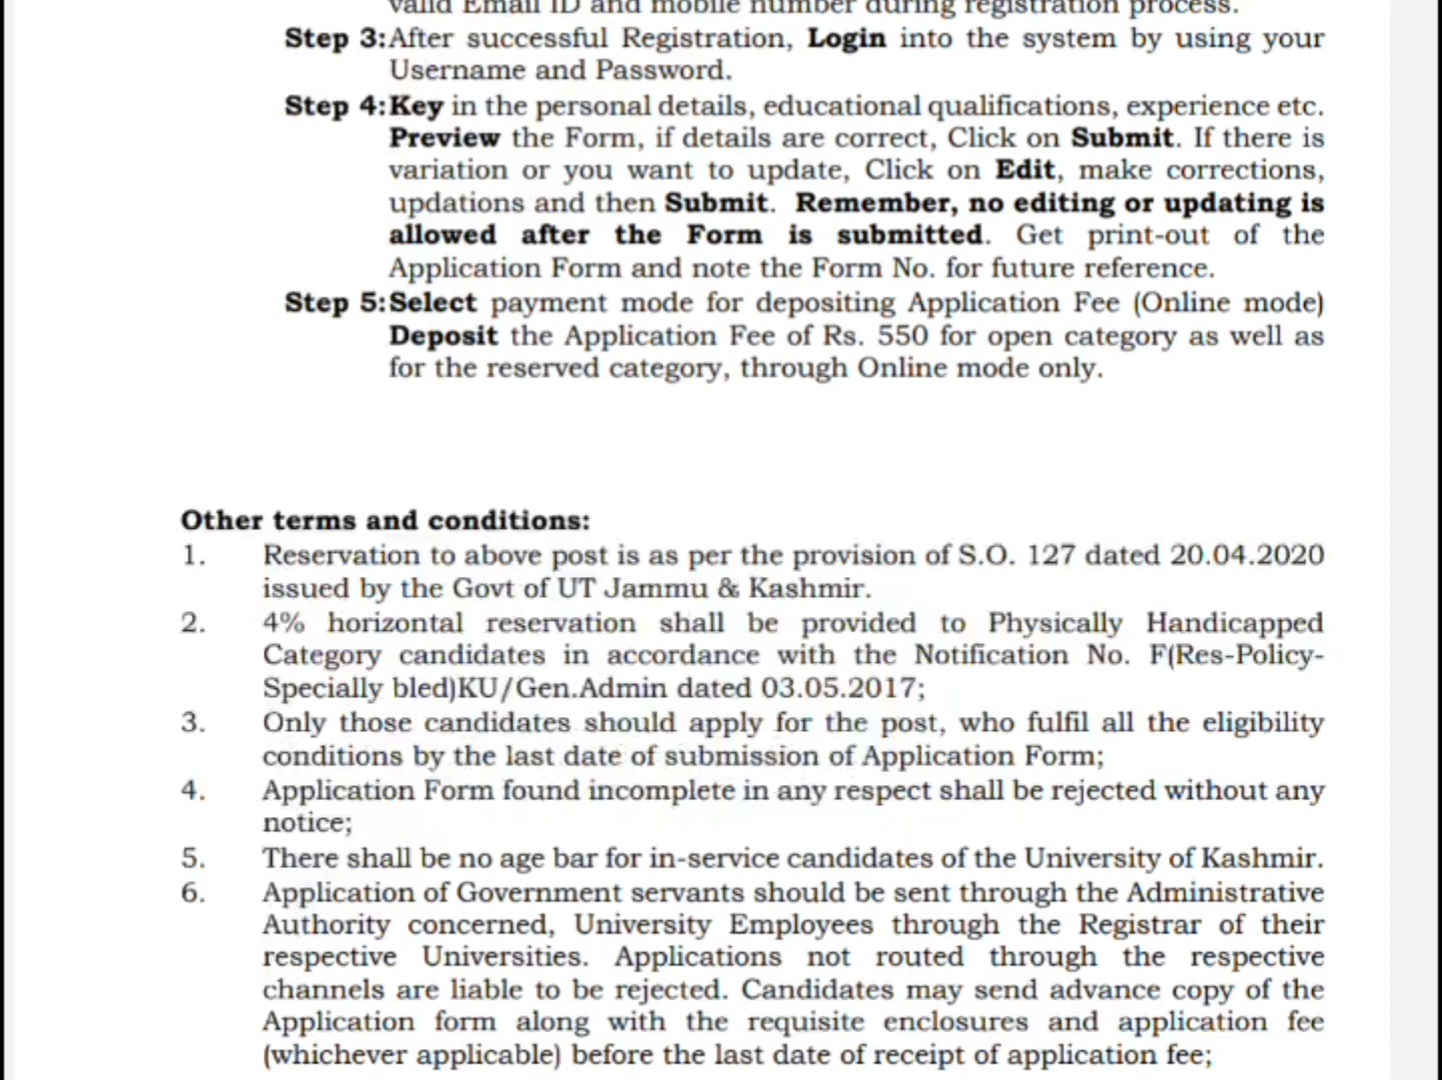 valid Email ID and mobile number during registration process.
Step 3: After successful Registration, Login into the system by using your
Username and Password.
Step 4: Key in the personal details, educational qualifications, experience etc.
Preview the Form, if details are correct, Click on Submit. If there is
variation or you want to update, Click on Edit, make corrections,
updations and then Submit. Remember, no editing or updating is
allowed after the Form is submitted. Get print-out of the
Application Form and note the Form No. for future reference.
Step 5: Select payment mode for depositing Application Fee (Online mode)
Deposit the Application Fee of Rs. 550 for open category as well as
for the reserved category, through Online mode only.
Other terms and conditions:
1. Reservation to above post is as per the provision of S.O. 127 dated 20.04.2020
issued by the Govt of UT Jammu & Kashmir.
2. 4% horizontal reservation shall be provided to Physically Handicapped
Category candidates in accordance with the Notification No. F(Res-Policy-
Specially bled)KU/Gen.Admin dated 03.05.2017;
3. Only those candidates should apply for the post, who fulfil all the eligibility
conditions by the last date of submission of Application Form;
4. Application Form found incomplete in any respect shall be rejected without any
notice;
5. There shall be no age bar for in-service candidates of the University of Kashmir.
6. Application of Government servants should be sent through the Administrative
Authority concerned, University Employees through the Registrar of their
respective Universities. Applications not routed through the respective
channels are liable to be rejected. Candidates may send advance copy of the
Application form along with the requisite enclosures and application fee
(whichever applicable) before the last date of receipt of application fee;